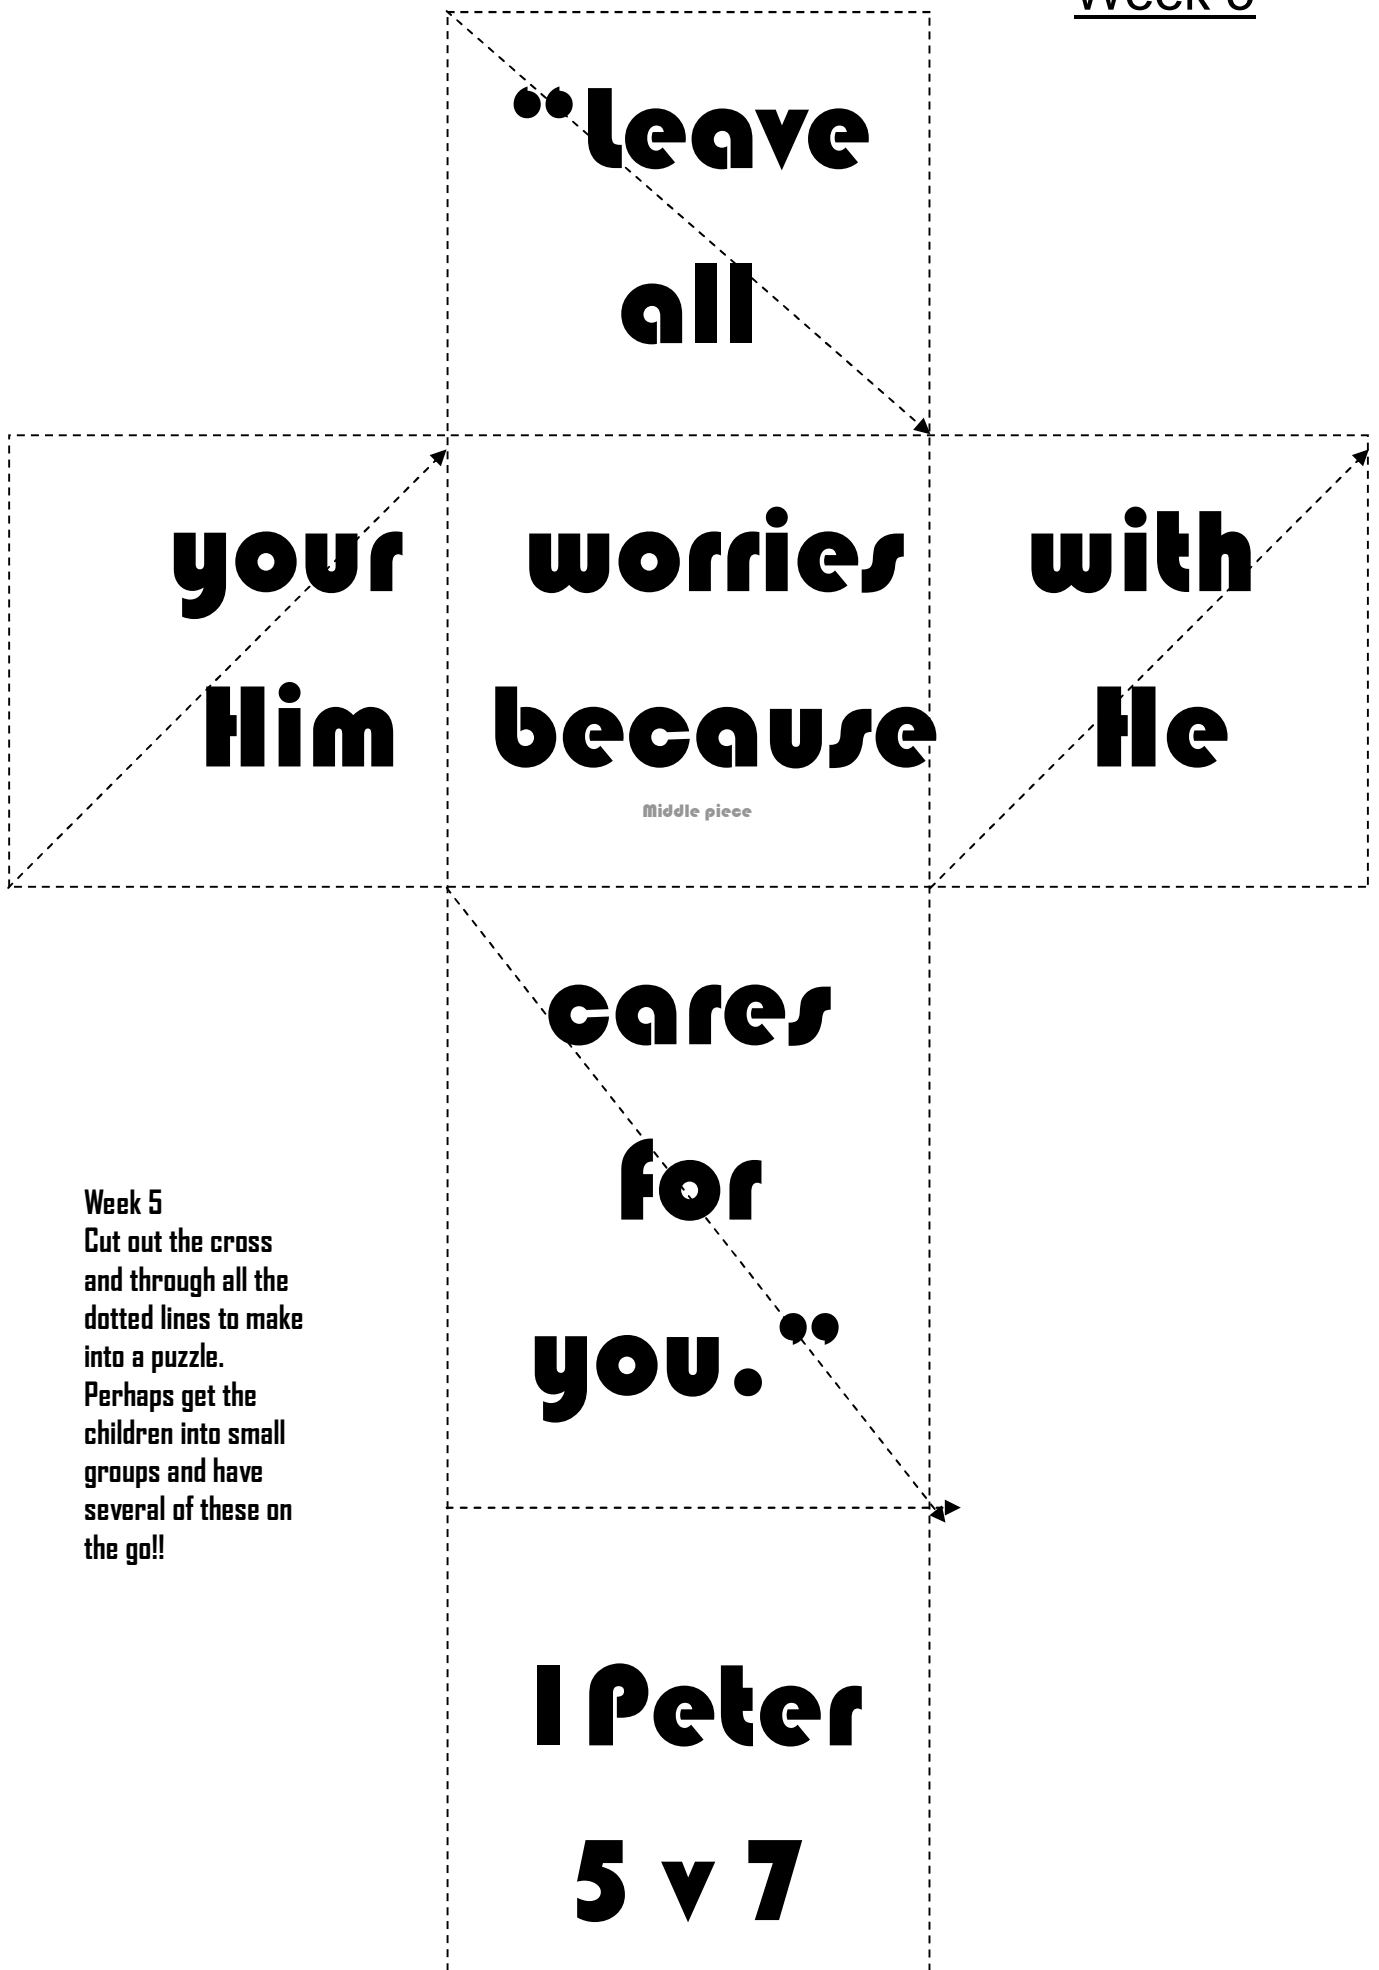 “Leave
all
your worries with
Him because He
Middle piece
cares
for
you.”
Week 5
Cut out the cross
and through all the
dotted lines to make
into a puzzle.
Perhaps get the
children into small
groups and have
several of these on
the go!!
1 Peter
5 v 7